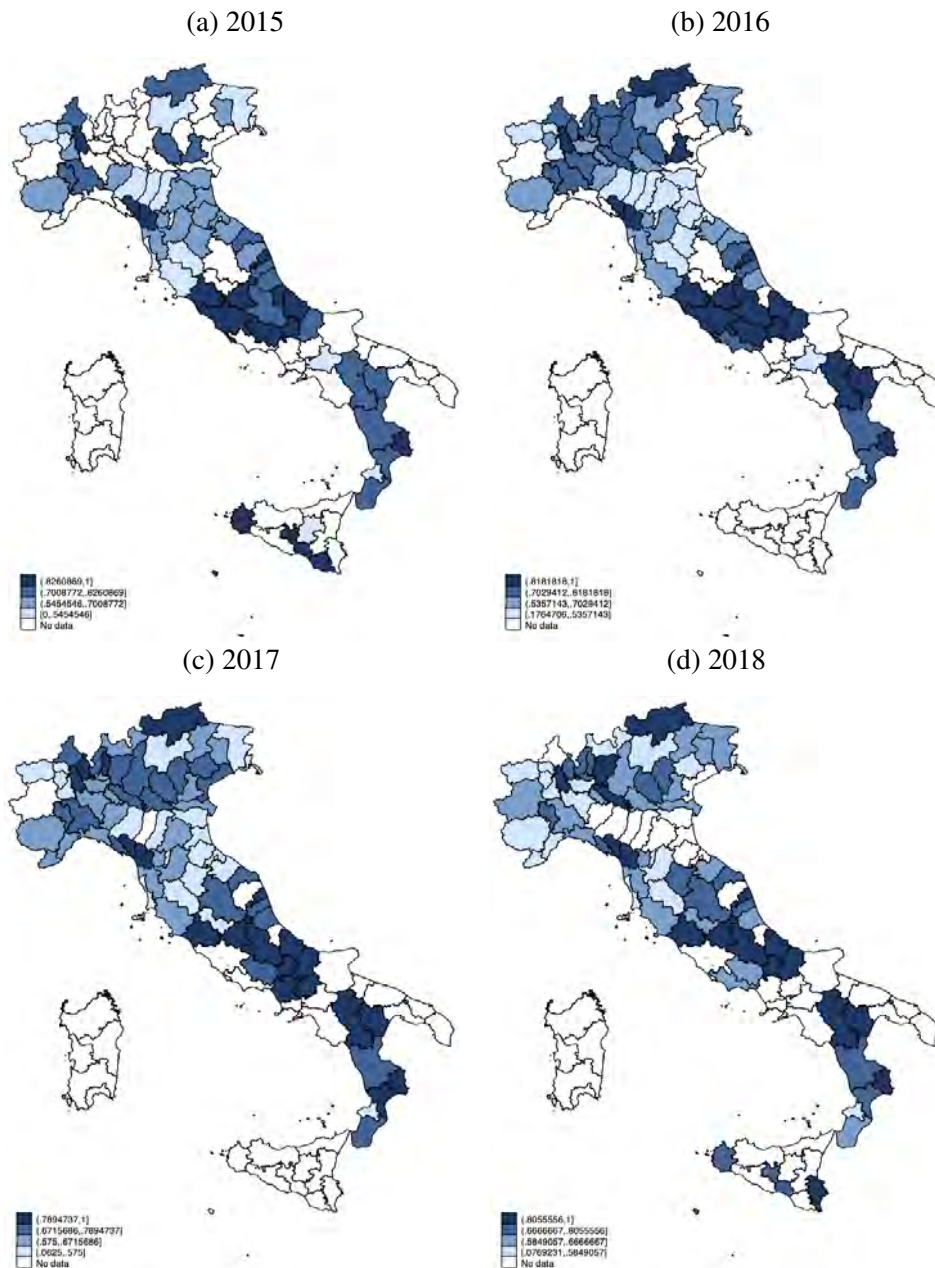 (a) 2015
(b) 2016
(.8260869,1]
(.7008772,.8260869]
(.5454546,.7008772]
[0,.5454546]
No data
(.8181818,1]
(.7029412,.8181818]
(.5357143,.7029412]
[.1764706,.5357143]
No data
(c) 2017
(d) 2018
(.7894737,1]
(.6715686,.7894737]
(.575,.6715686]
[.0625,.575]
No data
(.8055556,1]
(.6666667,.8055556]
(.5849057,.6666667]
[.0769231,.5849057]
No data